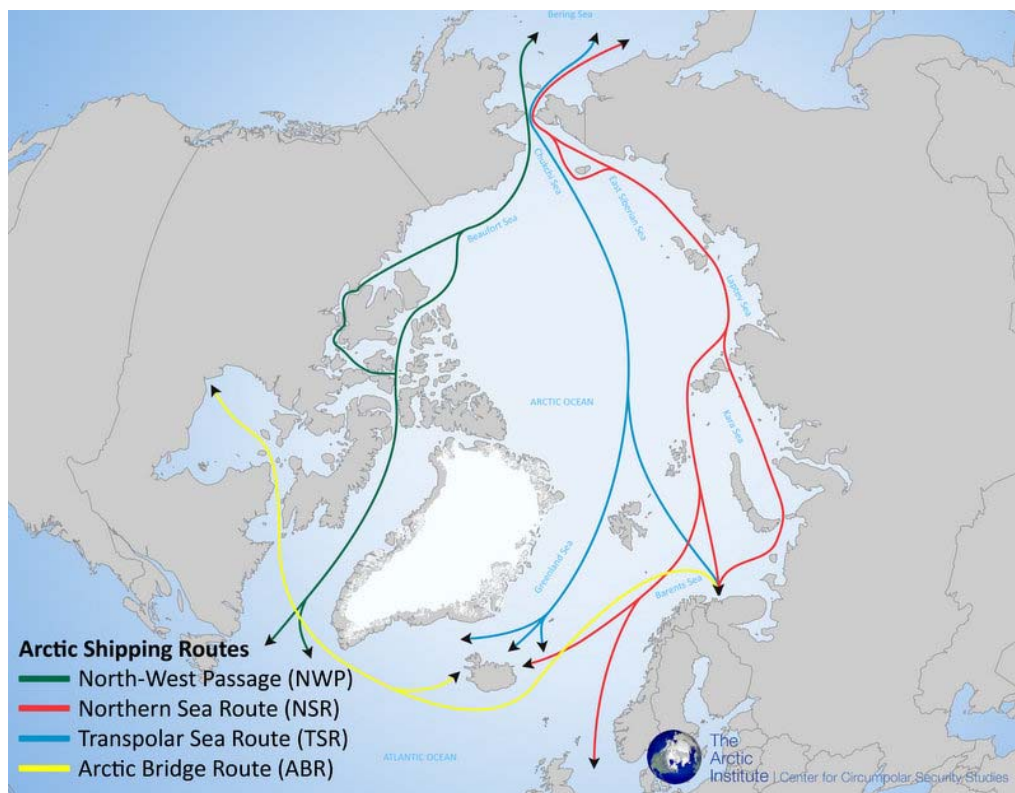 Bering Sea
Chukchi Sea
East Siberian Sea
Beaufort Sea
Laptev Sea
ARCTIC OCEAN
Kara Sea
Greenland Sea
Barents Sea
Arctic Shipping Routes
North-West Passage (NWP)
Northern Sea Route (NSR)
Transpolar Sea Route (TSR)
Arctic Bridge Route (ABR)
ATLANTIC OCEAN
The
Arctic
Institute | Center for Circumpolar Security Studies